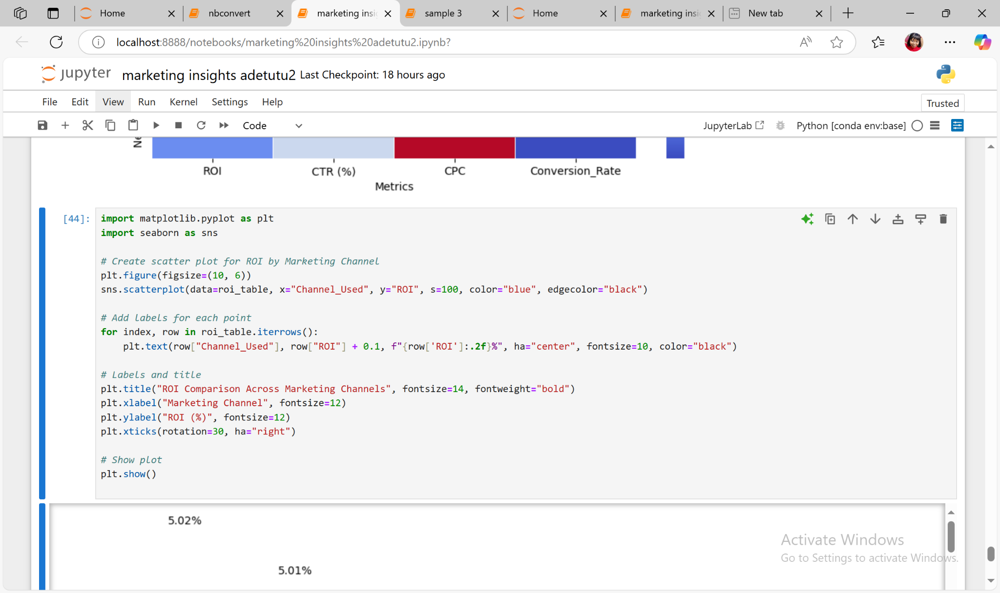 Home
nbconvert
marketing insi
sample 3
Home
marketing insi
New tab
localhost:8888/notebooks/marketing%20insights%20adetutu2.ipynb?
jupyter marketing insights adetutu2 Last Checkpoint: 18 hours ago
File Edit View Run Kernel Settings Help
Trusted
Code
JupyterLab
Python [conda env:base]
Ne
ROI CTR (%) CPC Conversion_Rate
Metrics
[44]:
import matplotlib.pyplot as plt
import seaborn as sns
# Create scatter plot for ROI by Marketing Channel
plt.figure(figsize=(10, 6))
sns.scatterplot(data=roi_table, x="Channel_Used", y="ROI", s=100, color="blue", edgecolor="black")
# Add labels for each point
for index, row in roi_table.iterrows():
    plt.text(row["Channel_Used"], row["ROI"] + 0.1, f"{row['ROI']:.2f}%", ha="center", fontsize=10, color="black")
# Labels and title
plt.title("ROI Comparison Across Marketing Channels", fontsize=14, fontweight="bold")
plt.xlabel("Marketing Channel", fontsize=12)
plt.ylabel("ROI (%)", fontsize=12)
plt.xticks(rotation=30, ha="right")
# Show plot
plt.show()
5.02%
5.01%
Activate Windows
Go to Settings to activate Windows.